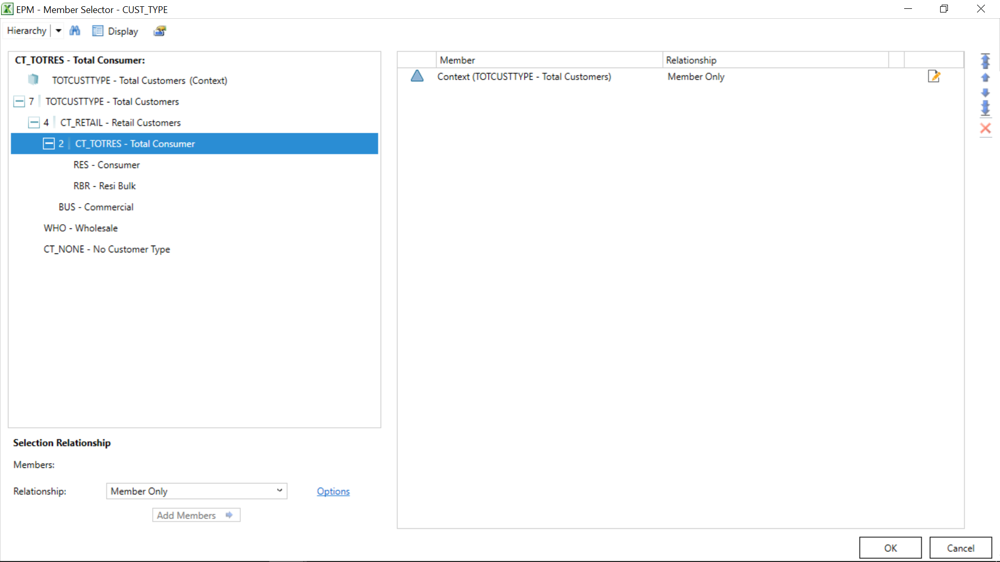 EPM - Member Selector - CUST_TYPE
Hierarchy Display
CT_TOTRES - Total Consumer:
TOTCUSTTYPE - Total Customers (Context)
7 TOTCUSTTYPE - Total Customers
4 CT_RETAIL - Retail Customers
2 CT_TOTRES - Total Consumer
RES - Consumer
RBR - Resi Bulk
BUS - Commercial
WHO - Wholesale
CT_NONE - No Customer Type
Selection Relationship
Members:
Relationship: Member Only Options
Add Members
Member Relationship
Context (TOTCUSTTYPE - Total Customers) Member Only
OK Cancel